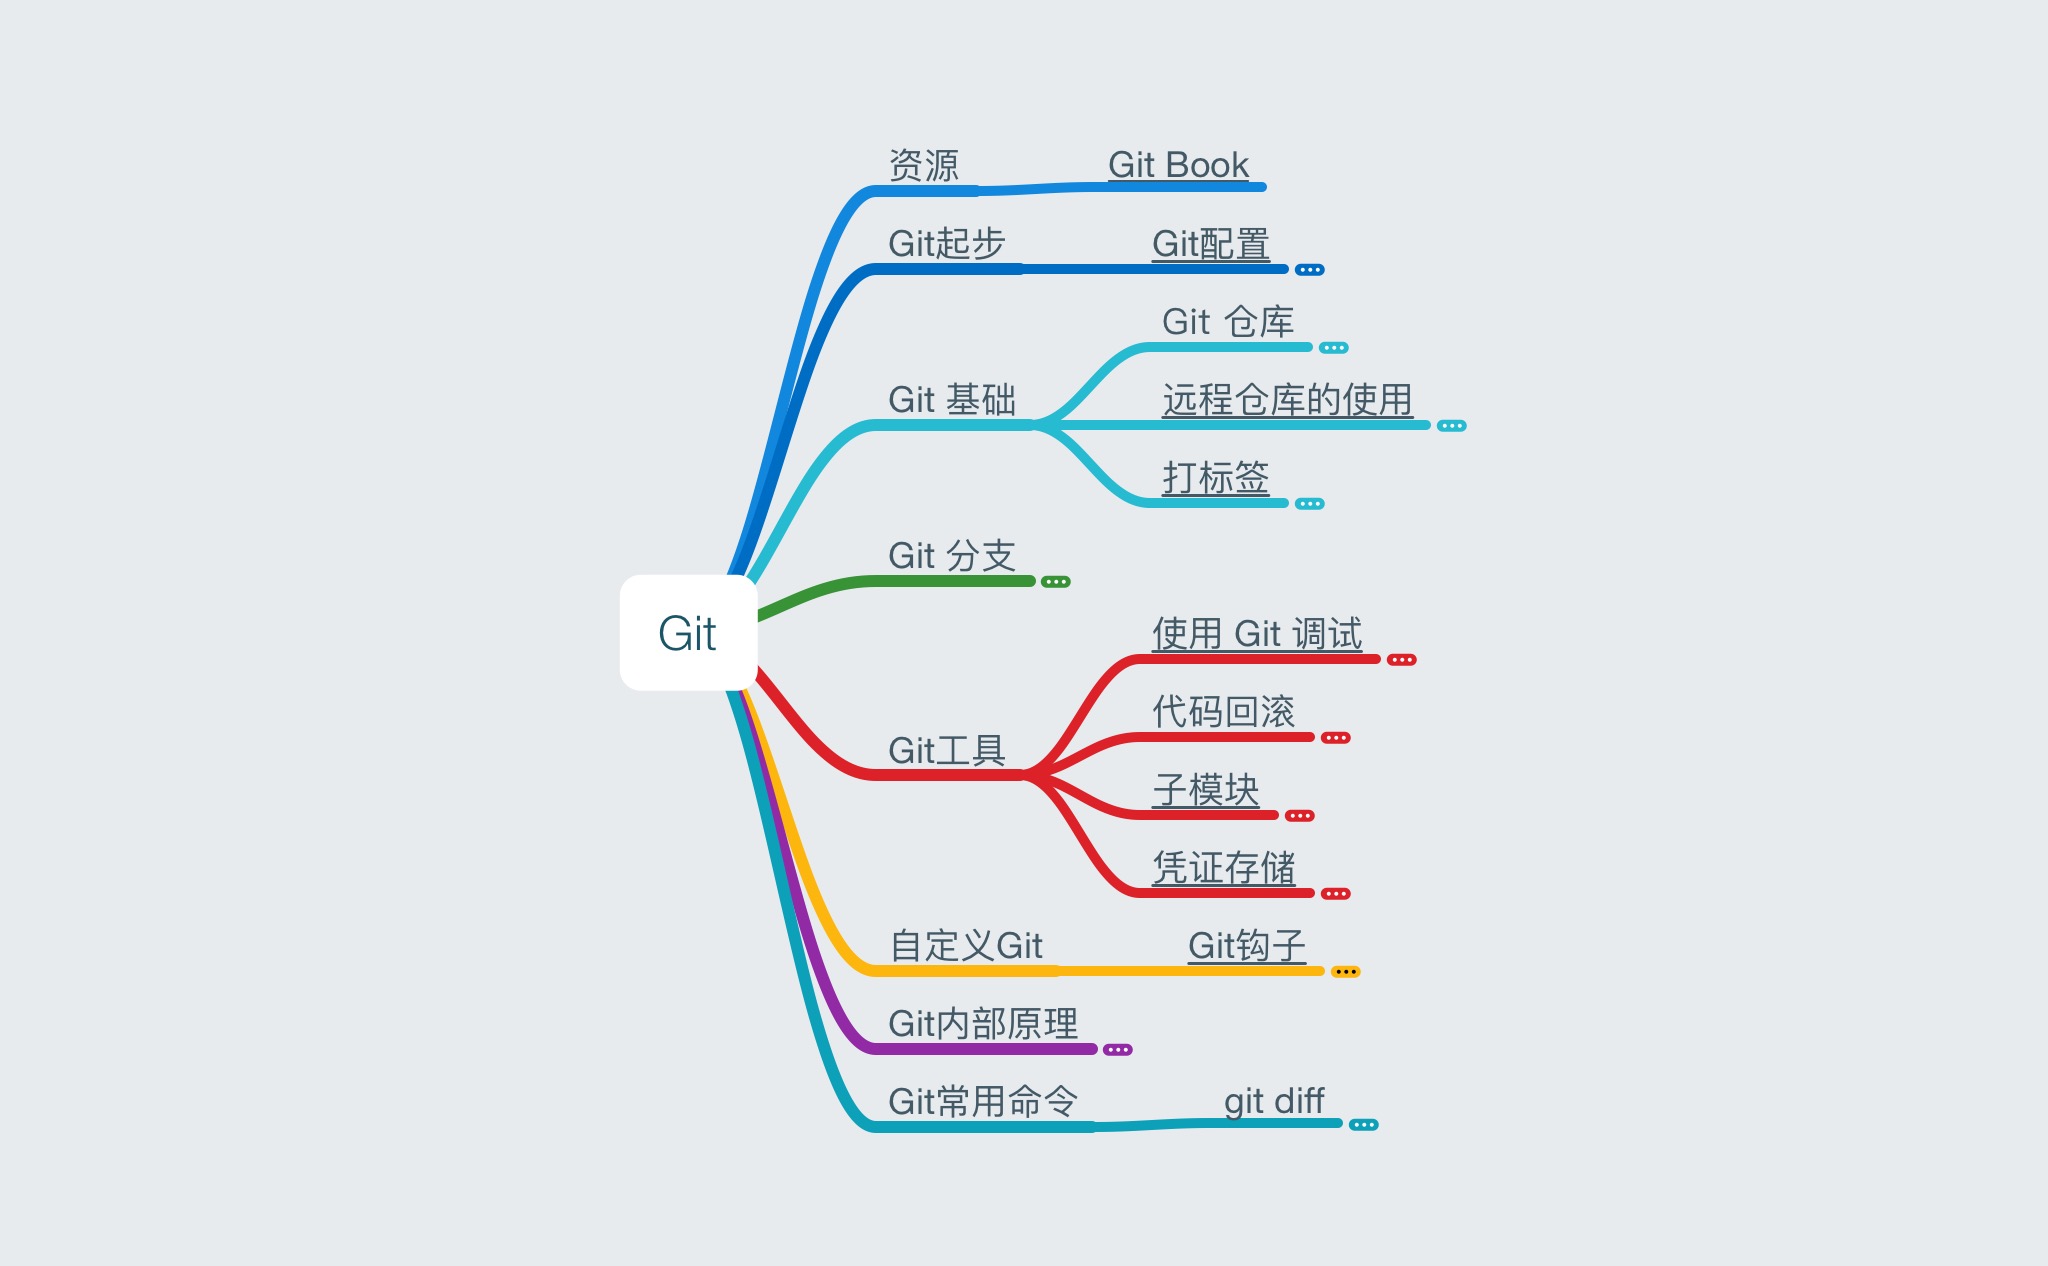 资源
Git Book
Git起步
Git配置
Git 仓库
Git 基础
远程仓库的使用
打标签
Git 分支
Git
使用 Git 调试
代码回滚
Git工具
子模块
凭证存储
自定义Git
Git钩子
Git内部原理
Git常用命令
git diff